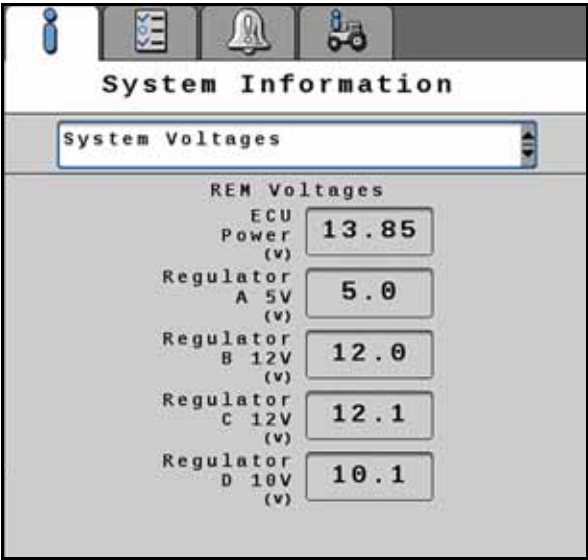 System Information
System Voltages
REM Voltages
ECU
Power
(V)
13.85
Regulator
A 5V
(V)
5.0
Regulator
B 12V
(V)
12.0
Regulator
C 12V
(V)
12.1
Regulator
D 10V
(V)
10.1